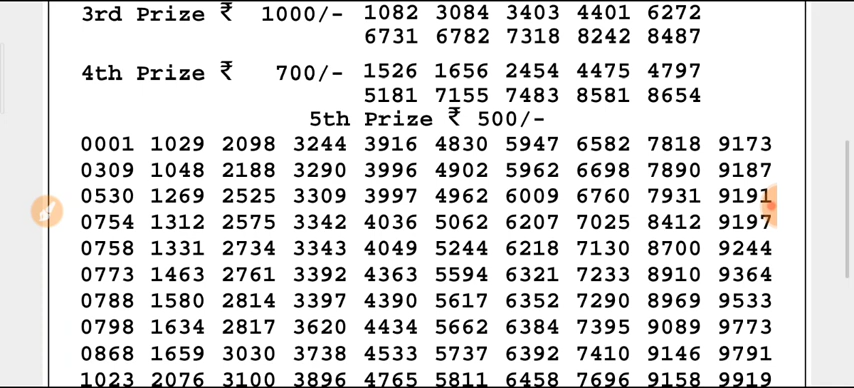 3rd Prize ₹ 1000/- 1082 3084 3403 4401 6272
6731 6782 7318 8242 8487
4th Prize ₹ 700/- 1526 1656 2454 4475 4797
5181 7155 7483 8581 8654
5th Prize ₹ 500/-
0001 1029 2098 3244 3916 4830 5947 6582 7818 9173
0309 1048 2188 3290 3996 4902 5962 6698 7890 9187
0530 1269 2525 3309 3997 4962 6009 6760 7931 9191
0754 1312 2575 3342 4036 5062 6207 7025 8412 9197
0758 1331 2734 3343 4049 5244 6218 7130 8700 9244
0773 1463 2761 3392 4363 5594 6321 7233 8910 9364
0788 1580 2814 3397 4390 5617 6352 7290 8969 9533
0798 1634 2817 3620 4434 5662 6384 7395 9089 9773
0868 1659 3030 3738 4533 5737 6392 7410 9146 9791
1023 2076 3100 3896 4765 5811 6458 7696 9158 9919